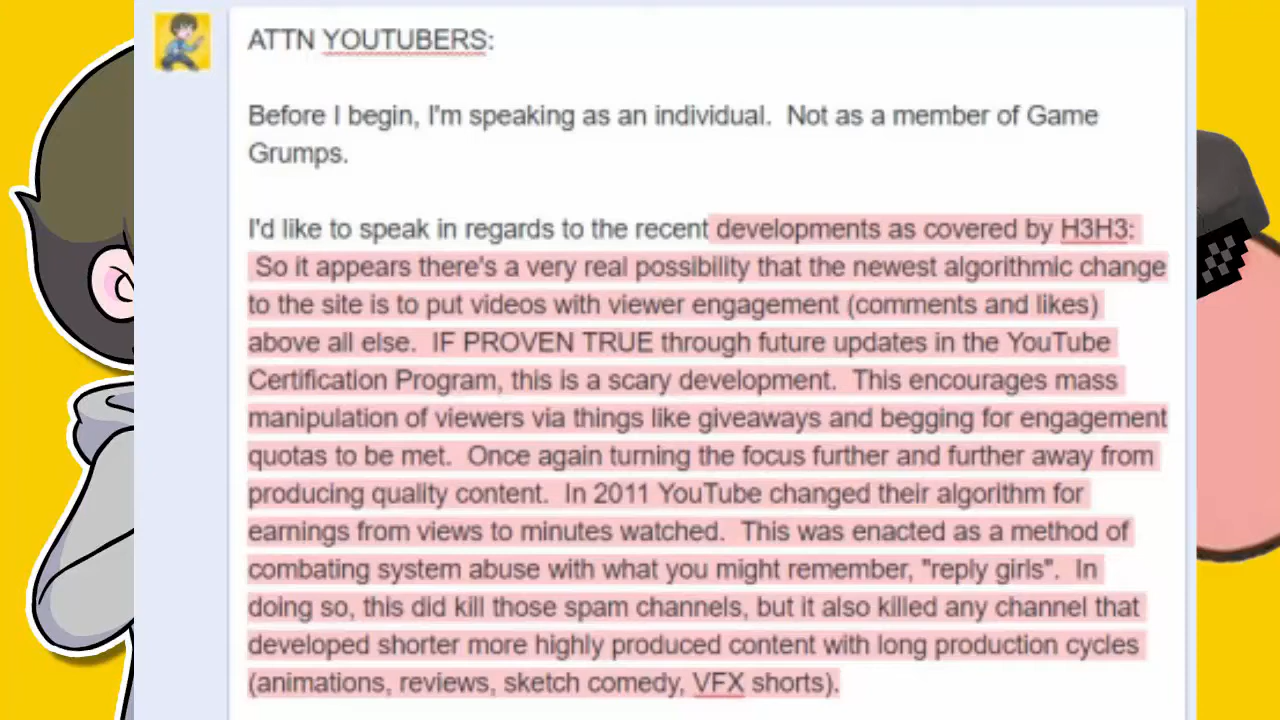 ATTN YOUTUBERS:
Before I begin, I'm speaking as an individual.  Not as a member of Game
Grumps.
I'd like to speak in regards to the recent developments as covered by H3H3:
So it appears there's a very real possibility that the newest algorithmic change
to the site is to put videos with viewer engagement (comments and likes)
above all else.  IF PROVEN TRUE through future updates in the YouTube
Certification Program, this is a scary development.  This encourages mass
manipulation of viewers via things like giveaways and begging for engagement
quotas to be met.  Once again turning the focus further and further away from
producing quality content.  In 2011 YouTube changed their algorithm for
earnings from views to minutes watched.  This was enacted as a method of
combating system abuse with what you might remember, "reply girls".  In
doing so, this did kill those spam channels, but it also killed any channel that
developed shorter more highly produced content with long production cycles
(animations, reviews, sketch comedy, VFX shorts).